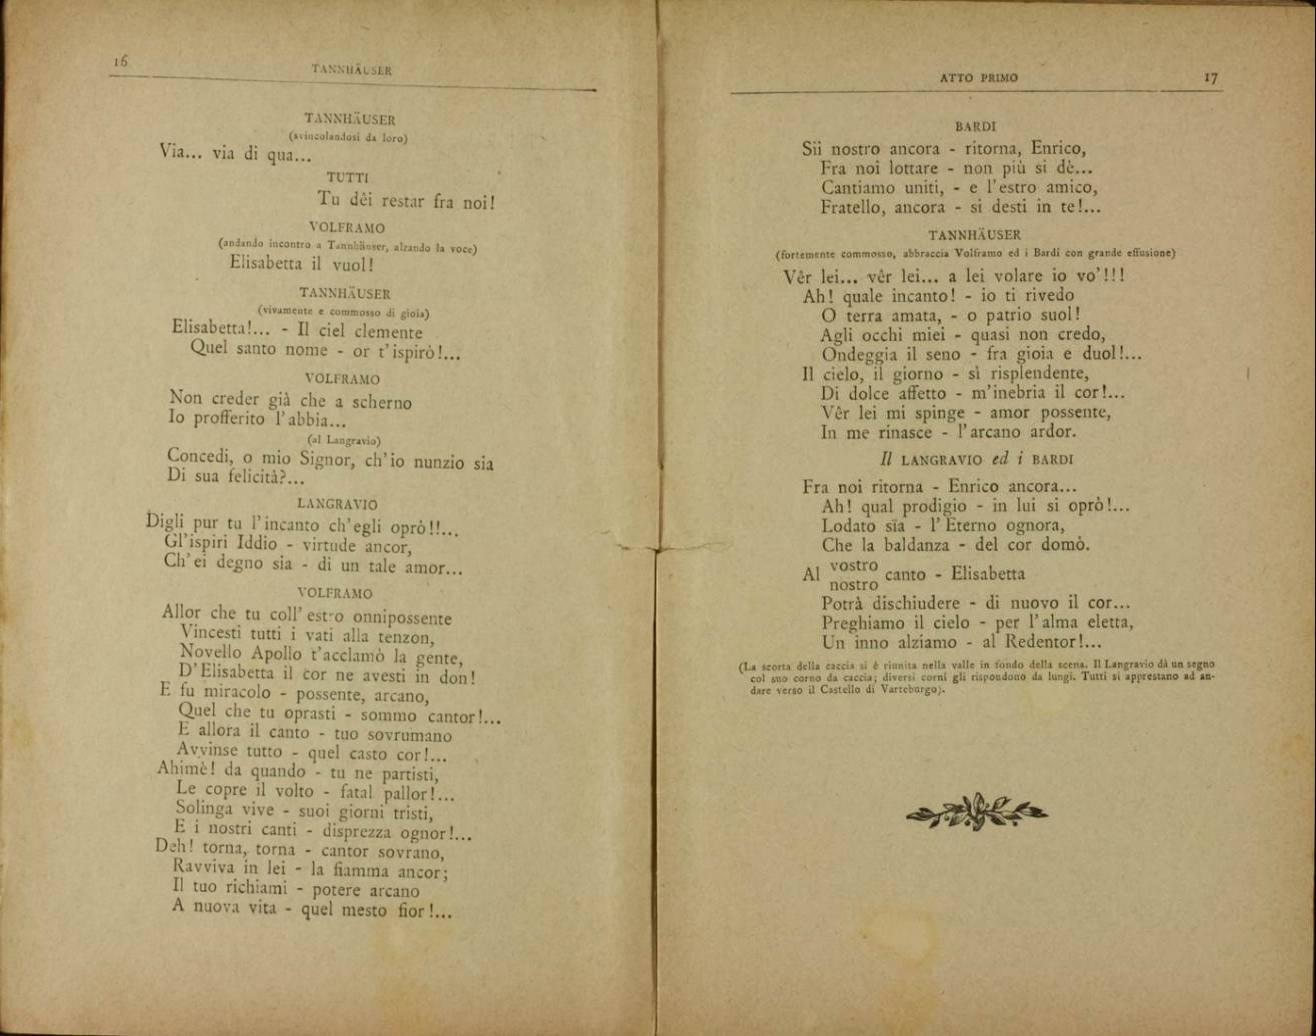 16
TANNHÄUSER
TANNHÄUSER
(svincolandosi da loro)
Via... via di qua...
TUTTI
Tu dêi restar fra noi!
VOLFRAMO
(andando incontro a Tannhäuser, alzando la voce)
Elisabetta il vuol!
TANNHÄUSER
(vivamente e commosso di gioia)
Elisabetta!... - Il ciel clemente
Quel santo nome - or t'ispirò!...
VOLFRAMO
Non creder già che a scherno
Io profferito l'abbia...
(al Langravio)
Concedi, o mio Signor, ch'io nunzio sia
Di sua felicità?...
LANGRAVIO
Digli pur tu l'incanto ch'egli oprò!!...
Gl'ispiri Iddio - virtude ancor,
Ch'ei degno sia - di un tale amor...
VOLFRAMO
Allor che tu coll'estro onnipossente
Vincesti tutti i vati alla tenzon,
Novello Apollo t'acclamò la gente,
D'Elisabetta il cor ne avesti in don!
E fu miracolo - possente, arcano,
Quel che tu oprasti - sommo cantor!...
E allora il canto - tuo sovrumano
Avvinse tutto - quel casto cor!...
Ahimè! da quando - tu ne partisti,
Le copre il volto - fatal pallor!...
Solinga vive - suoi giorni tristi,
E i nostri canti - disprezza ognor!...
Deh! torna, torna - cantor sovrano,
Ravviva in lei - la fiamma ancor;
Il tuo richiami - potere arcano
A nuova vita - quel mesto fior!...
ATTO PRIMO
17
BARDI
Sii nostro ancora - ritorna, Enrico,
Fra noi lottare - non più si dè...
Cantiamo uniti, - e l'estro amico,
Fratello, ancora - si desti in te!...
TANNHÄUSER
(fortemente commosso, abbraccia Volframo ed i Bardi con grande effusione)
Vêr lei... vêr lei... a lei volare io vo'!!!
Ah! quale incanto! - io ti rivedo
O terra amata, - o patrio suol!
Agli occhi miei - quasi non credo,
Ondeggia il seno - fra gioia e duol!...
Il cielo, il giorno - sì risplendente,
Di dolce affetto - m'inebria il cor!...
Vêr lei mi spinge - amor possente,
In me rinasce - l'arcano ardor.
Il LANGRAVIO ed i BARDI
Fra noi ritorna - Enrico ancora...
Ah! qual prodigio - in lui si oprò!...
Lodato sia - l'Eterno ognora,
Che la baldanza - del cor domò.
Al vostro
nostro canto - Elisabetta
Potrà dischiudere - di nuovo il cor...
Preghiamo il cielo - per l'alma eletta,
Un inno alziamo - al Redentor!...
(La scorta della caccia si è riunita nella valle in fondo della scena. Il Langravio dà un segno
col suo corno da caccia; diversi corni gli rispondono da lungi. Tutti si apprestano ad an-
dare verso il Castello di Varteburgo).